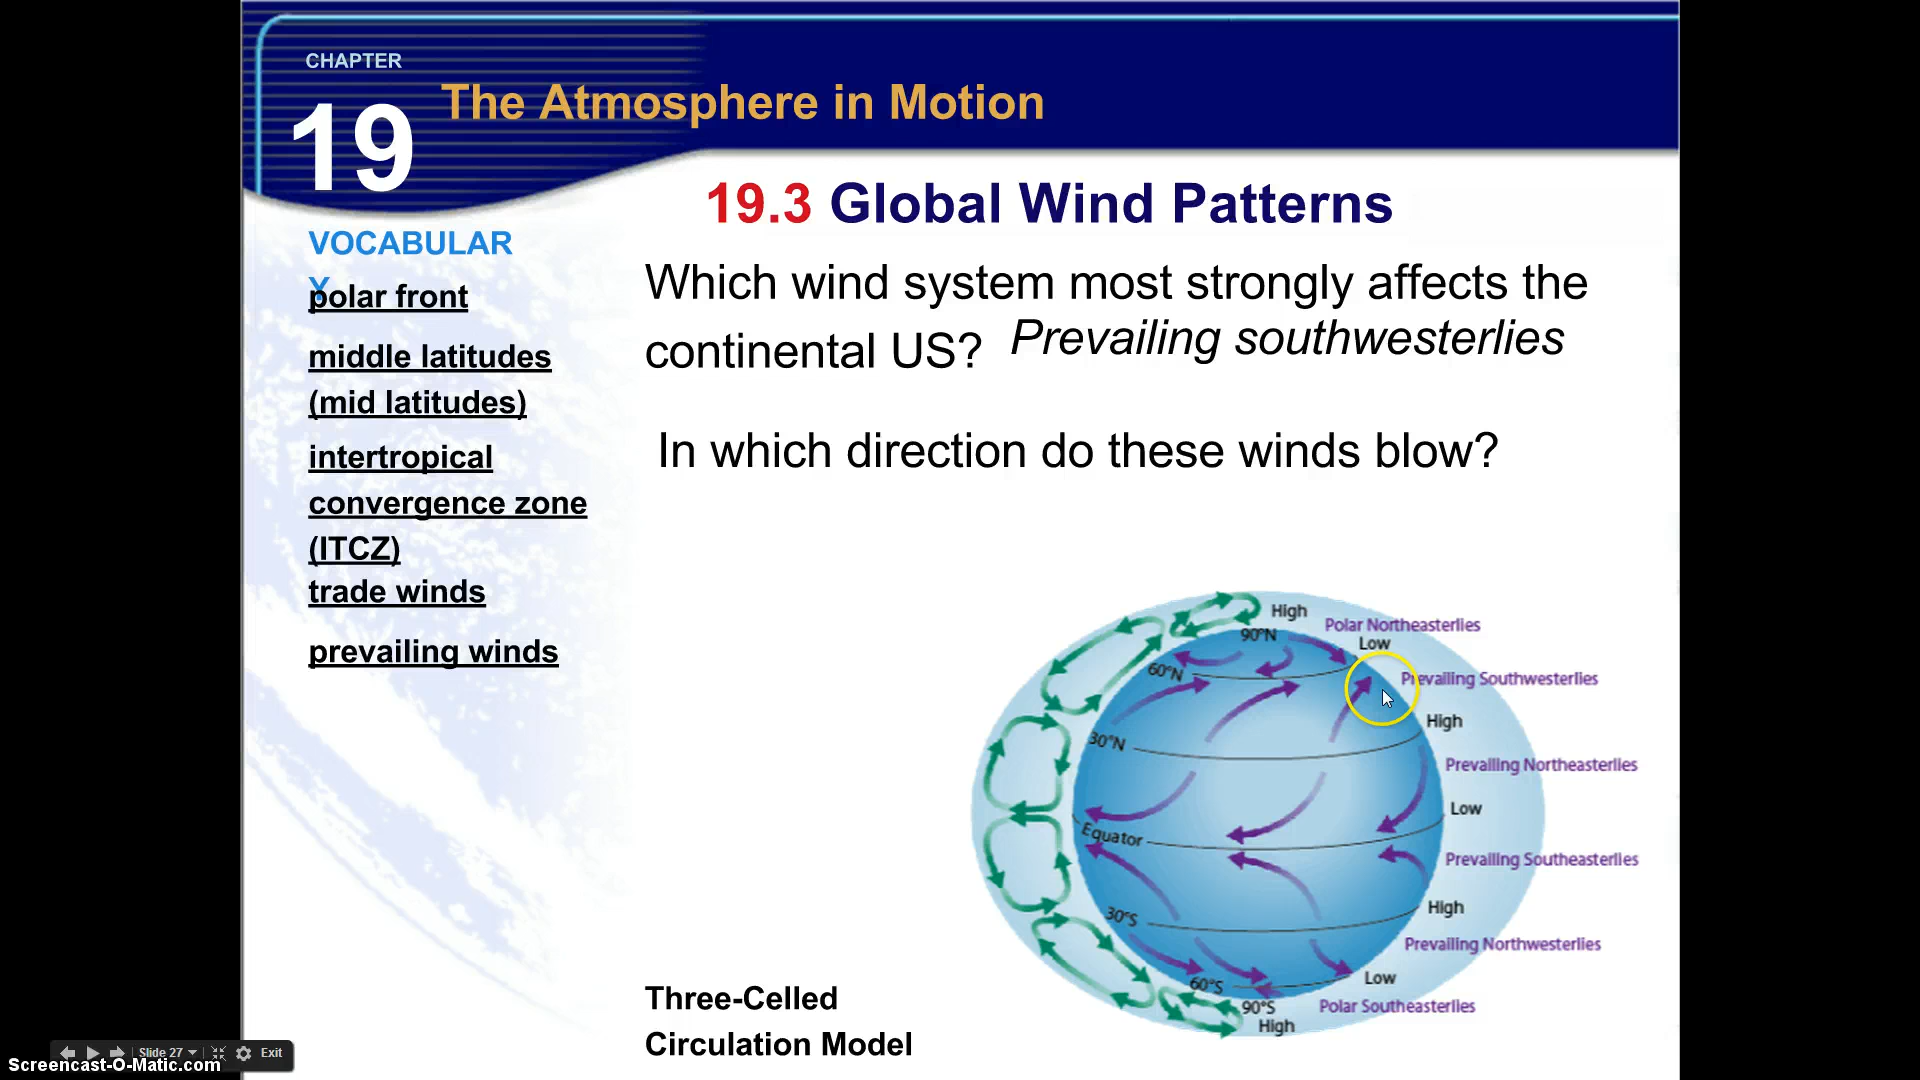 CHAPTER
19
The Atmosphere in Motion
19.3 Global Wind Patterns
VOCABULAR
Y
polar front
middle latitudes
(mid latitudes)
intertropical
convergence zone
(ITCZ)
trade winds
prevailing winds
Which wind system most strongly affects the
continental US? Prevailing southwesterlies
In which direction do these winds blow?
High
90°N
Polar Northeasterlies
Low
60°N
Prevailing Southwesterlies
High
30°N
Prevailing Northeasterlies
Low
Equator
Prevailing Southeasterlies
High
30°S
Prevailing Northwesterlies
Low
60°S
90°S
Polar Southeasterlies
High
Three-Celled
Circulation Model
Slide 27
Exit
Screencast-O-Matic.com